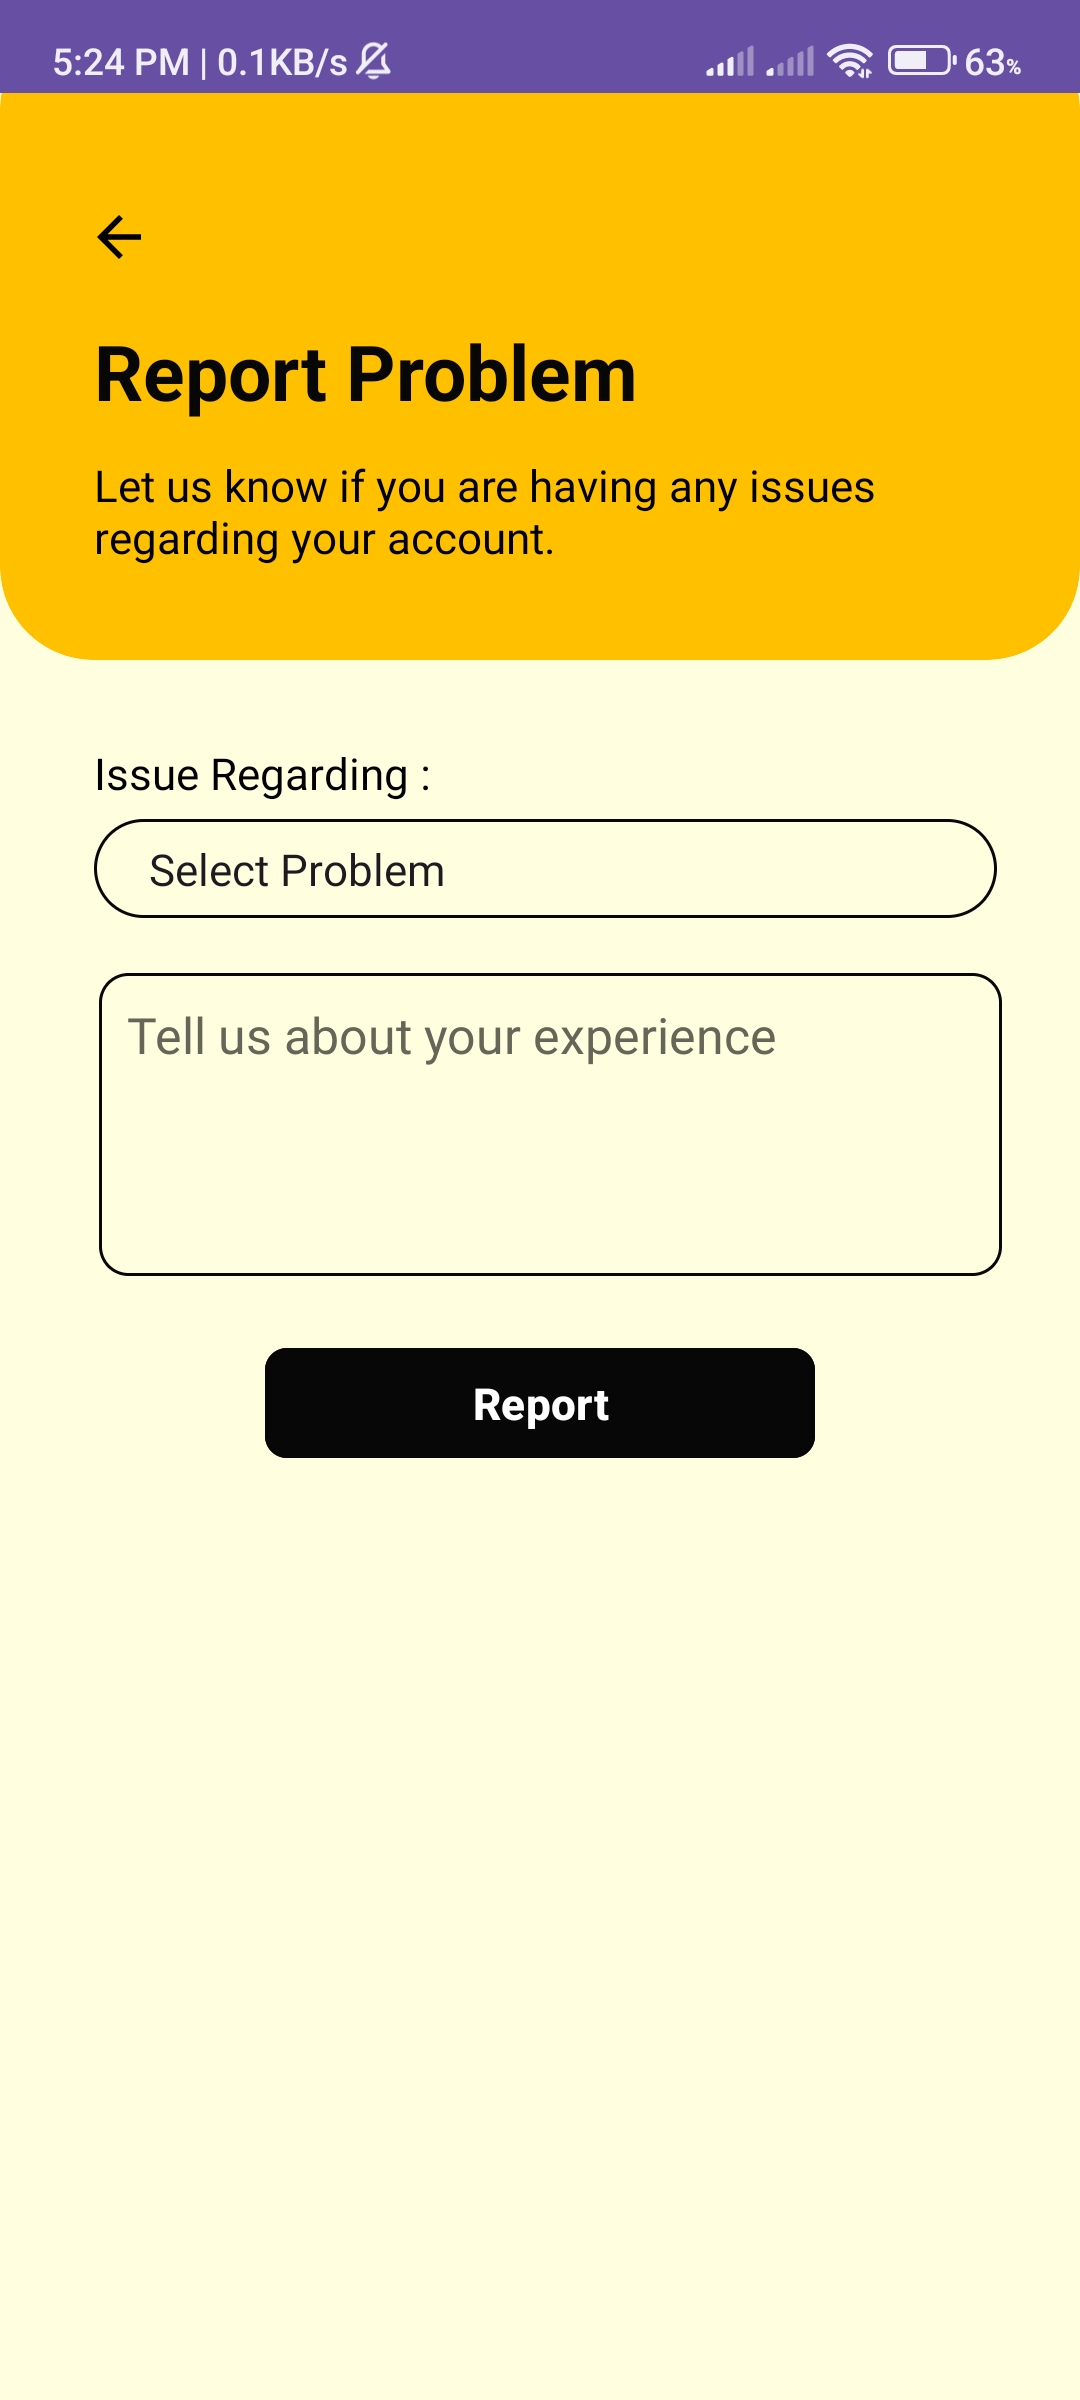 5:24 PM | 0.1KB/s 63%
Report Problem
Let us know if you are having any issues
regarding your account.
Issue Regarding :
Select Problem
Tell us about your experience
Report